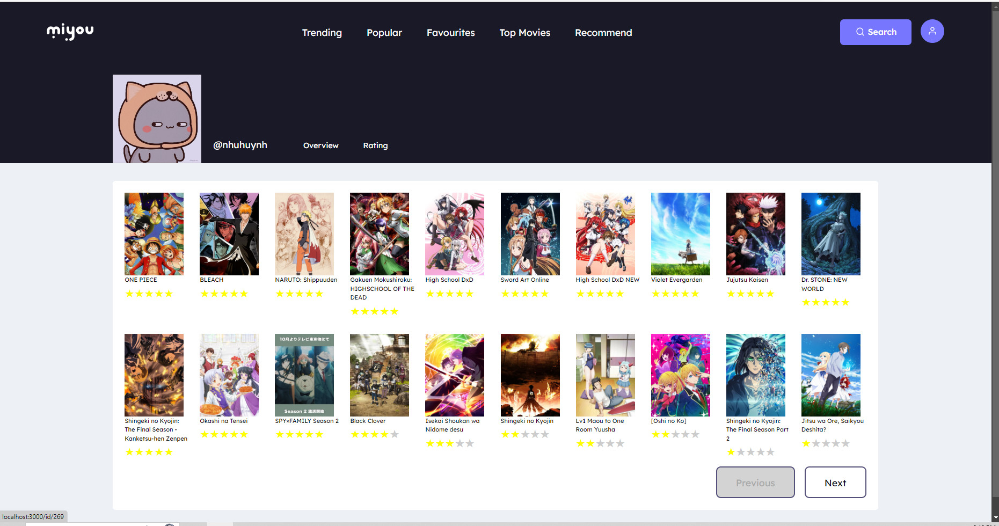 miyou
Trending
Popular
Favourites
Top Movies
Recommend
Search
@nhuhuynh
Overview
Rating
ONE PIECE
BLEACH
NARUTO: Shippuuden
Gakuen Mokushiroku:
HIGHSCHOOL OF THE
DEAD
High School DxD
Sword Art Online
High School DxD NEW
Violet Evergarden
Jujutsu Kaisen
Dr. STONE: NEW
WORLD
10月よりテレビ東京他にて
Season 2 放送開始
Shingeki no Kyojin:
The Final Season -
Kanketsu-hen Zenpen
Okashi na Tensei
SPY×FAMILY Season 2
Black Clover
Isekai Shoukan wa
Nidome desu
Shingeki no Kyojin
Lv1 Maou to One
Room Yuusha
[Oshi no Ko]
Shingeki no Kyojin:
The Final Season Part
2
Jitsu wa Ore, Saikyou
Deshita?
Previous
Next
localhost:3000/id/269